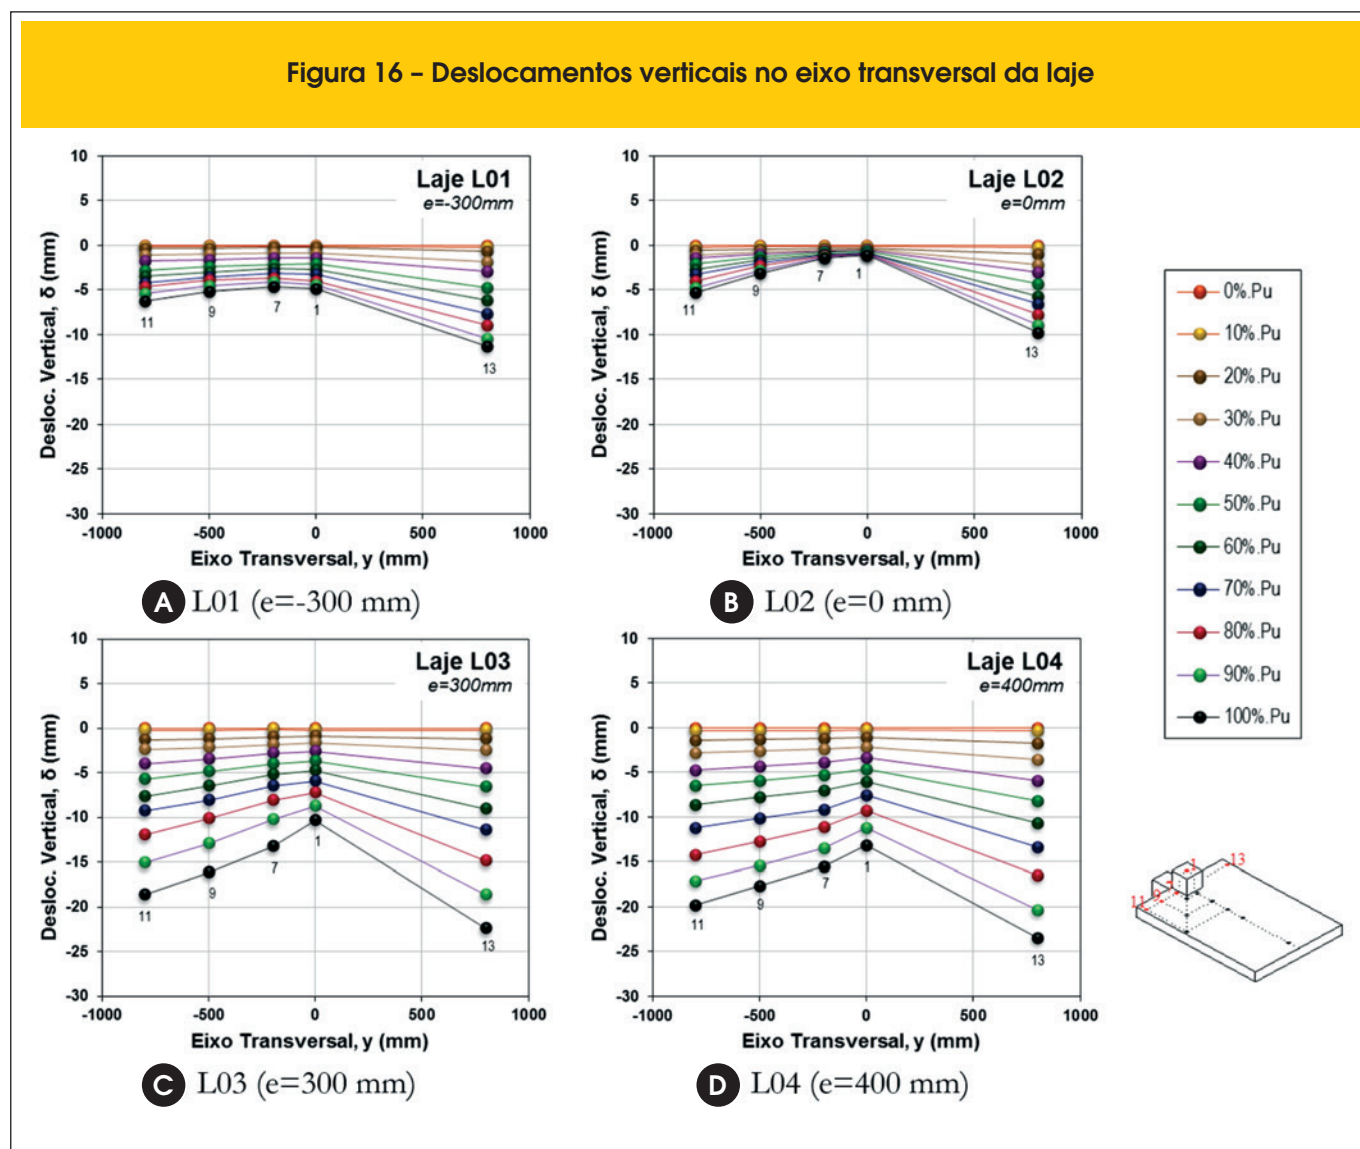 Figura 16 – Deslocamentos verticais no eixo transversal da laje
Laje L01
e=-300mm
10
5
0
-5
-10
-15
-20
-25
-30
Desloc. Vertical, δ (mm)
11
9
7
1
13
-1000
-500
0
500
1000
Eixo Transversal, y (mm)
A L01 (e=-300 mm)
Laje L02
e=0mm
10
5
0
-5
-10
-15
-20
-25
-30
Desloc. Vertical, δ (mm)
11
9
7
1
13
-1000
-500
0
500
1000
Eixo Transversal, y (mm)
B L02 (e=0 mm)
Laje L03
e=300mm
10
5
0
-5
-10
-15
-20
-25
-30
Desloc. Vertical, δ (mm)
11
9
7
1
13
-1000
-500
0
500
1000
Eixo Transversal, y (mm)
C L03 (e=300 mm)
Laje L04
e=400mm
10
5
0
-5
-10
-15
-20
-25
-30
Desloc. Vertical, δ (mm)
11
9
7
1
13
-1000
-500
0
500
1000
Eixo Transversal, y (mm)
D L04 (e=400 mm)
0%.Pu
10%.Pu
20%.Pu
30%.Pu
40%.Pu
50%.Pu
60%.Pu
70%.Pu
80%.Pu
90%.Pu
100%.Pu
1
13
7
9
11